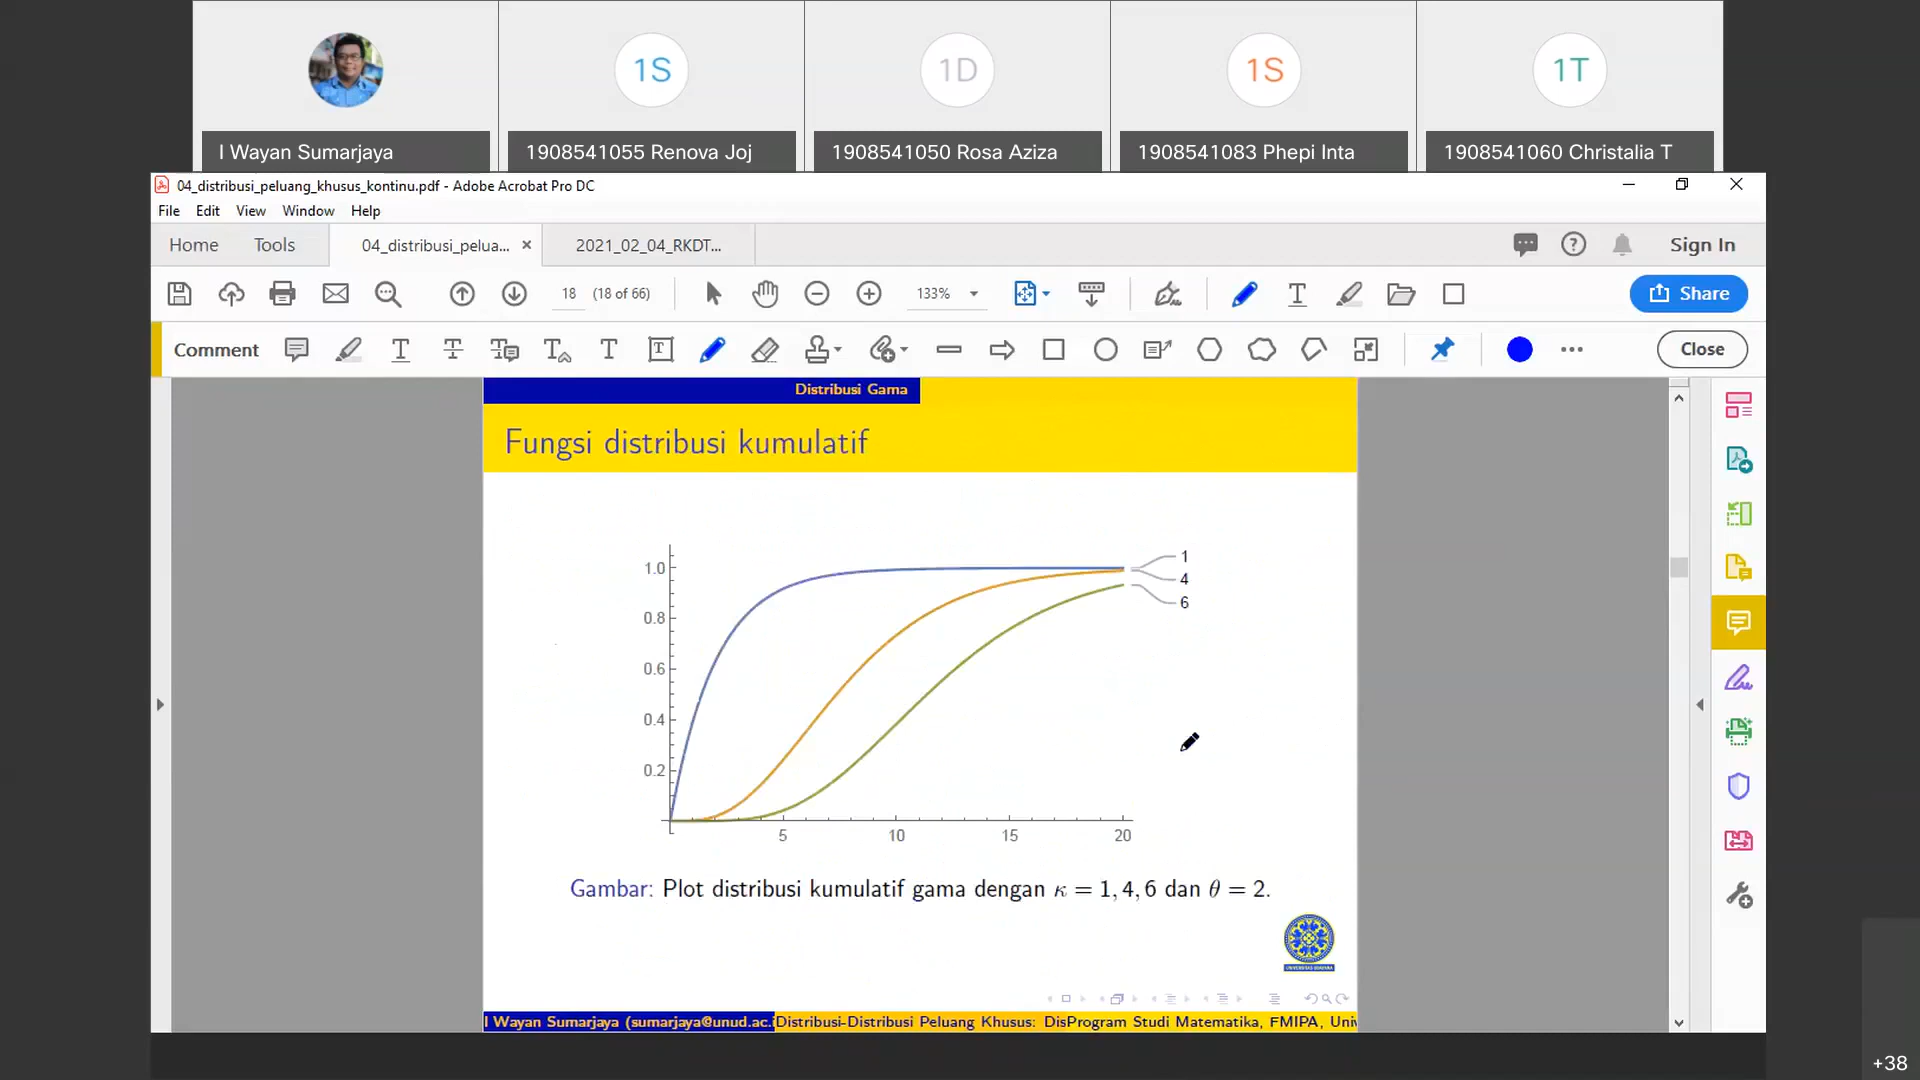 1S
1D
1S
1T
I Wayan Sumarjaya
1908541055 Renova Joj
1908541050 Rosa Aziza
1908541083 Phepi Inta
1908541060 Christalia T
04_distribusi_peluang_khusus_kontinu.pdf - Adobe Acrobat Pro DC
File Edit View Window Help
Home Tools 04_distribusi_pelua... 2021_02_04_RKDT... Sign In
18 (18 of 66) 133% Share
Comment Close
Distribusi Gama
Fungsi distribusi kumulatif
1.0
0.8
0.6
0.4
0.2
5 10 15 20
1
4
6
Gambar: Plot distribusi kumulatif gama dengan κ = 1, 4, 6 dan θ = 2.
UNIVERSITAS UDAYANA
I Wayan Sumarjaya (sumarjaya@unud.ac.i Distribusi-Distribusi Peluang Khusus: Dis Program Studi Matematika, FMIPA, Univ
+38